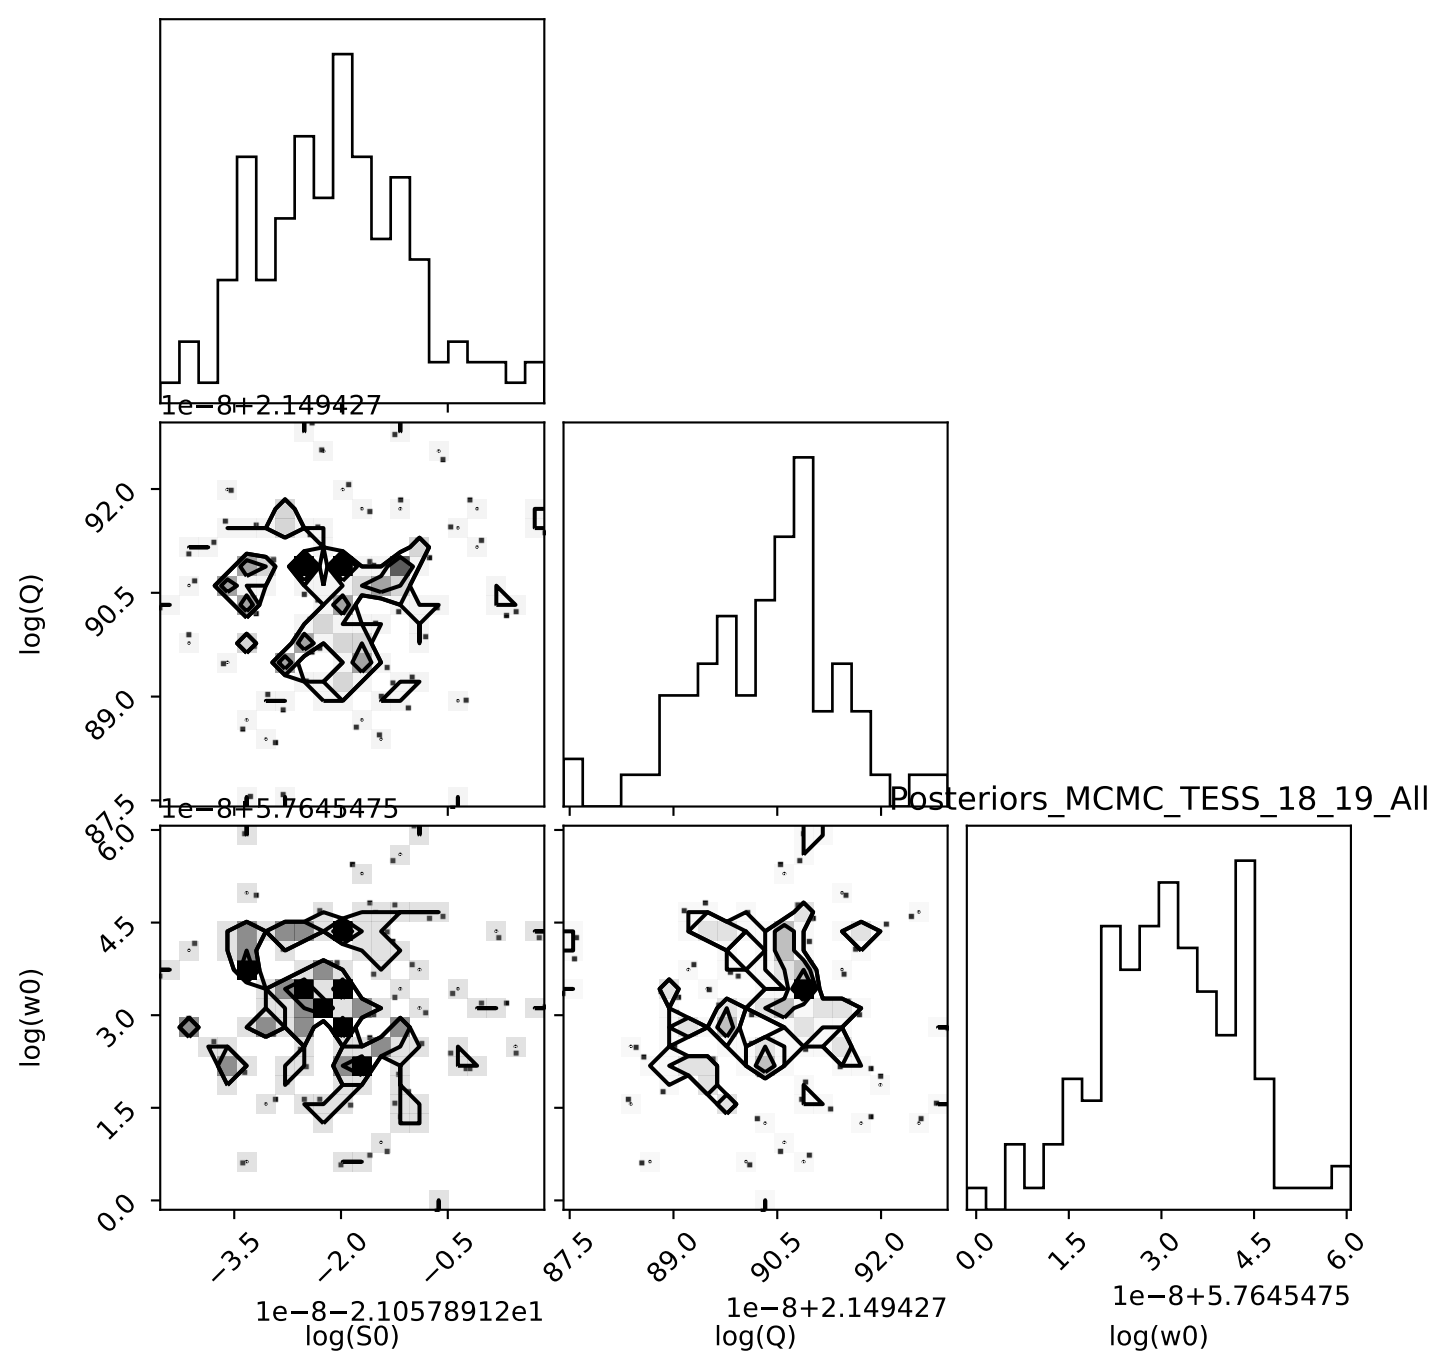 1e−8+2.149427
92.0
90.5
89.0
87.5
log(Q)
1e−8+5.7645475
Posteriors_MCMC_TESS_18_19_All
6.0
4.5
3.0
1.5
0.0
log(w0)
−3.5 −2.0 −0.5
87.5 89.0 90.5 92.0
0.0 1.5 3.0 4.5 6.0
1e−8−2.10578912e1
1e−8+2.149427
1e−8+5.7645475
log(S0)
log(Q)
log(w0)